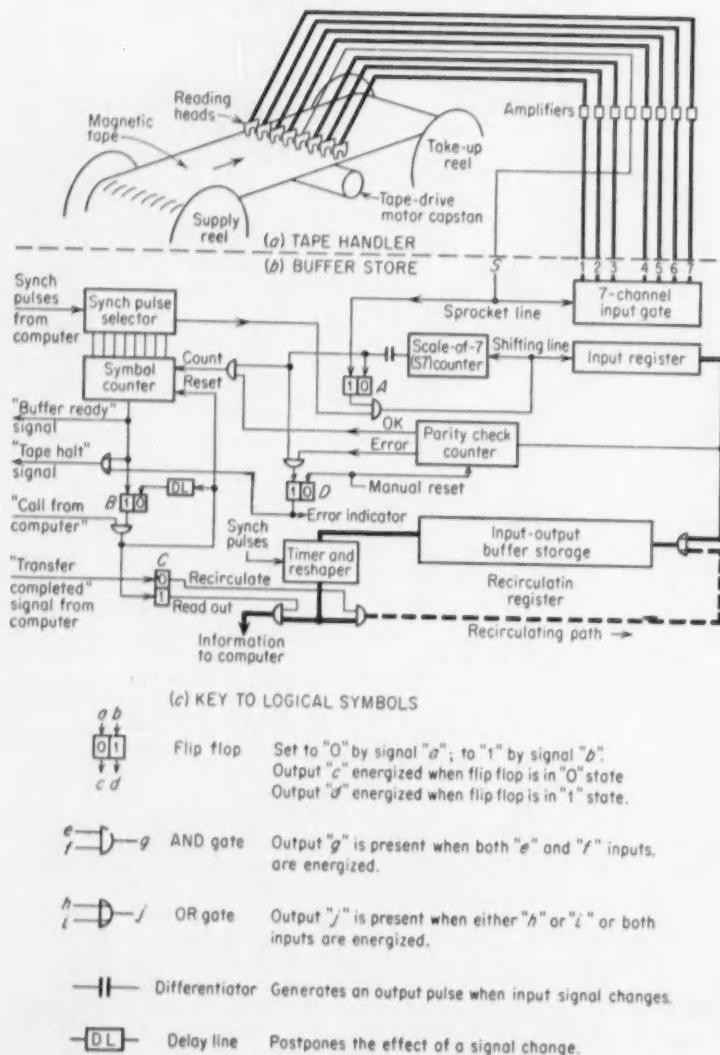 Reading
heads
Magnetic
tape
Amplifiers
Take-up
reel
Tape-drive
motor capstan
Supply
reel
(a) TAPE HANDLER
(b) BUFFER STORE
S
1 2 3 4 5 6 7
Synch
pulses
from
computer
Synch pulse
selector
Sprocket line
7-channel
input gate
Symbol
counter
Count
Reset
1 0 A
Scale-of-7
(S7) counter
Shifting line
Input register
"Buffer ready"
signal
OK
Error
Parity check
counter
"Tape halt"
signal
B 1 0
DL
1 0 D
Manual reset
"Call from
computer"
Error indicator
Synch
pulses
Timer and
reshaper
Input-output
buffer storage
"Transfer
completed"
signal from
computer
C
0
1
Recirculate
Read out
Recirculatin
register
Information
to computer
Recirculating path →
(c) KEY TO LOGICAL SYMBOLS
a b
0 1
c d
Flip flop
Set to "0" by signal "a"; to "1" by signal "b".
Output "c" energized when flip flop is in "0" state
Output "d" energized when flip flop is in "1" state.
e
f
g
AND gate
Output "g" is present when both "e" and "f" inputs,
are energized.
h
i
j
OR gate
Output "j" is present when either "h" or "i" or both
inputs are energized.
Differentiator
Generates an output pulse when input signal changes.
DL
Delay line
Postpones the effect of a signal change.